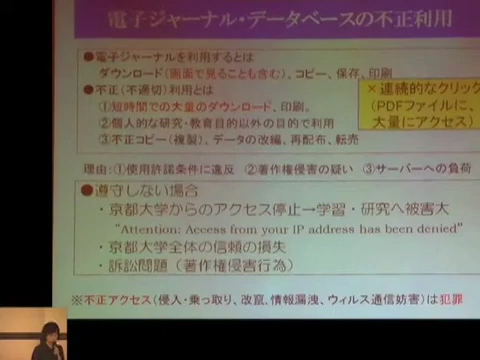 電子ジャーナル・データベースの不正利用
●電子ジャーナルを利用するとは
ダウンロード(画面で見ることも含む)、コピー、保存、印刷
●不正(不適切)利用とは
①短時間での大量のダウンロード、印刷。
②個人的な研究・教育目的以外の目的で利用
③不正コピー(複製)、データの改編、再配布、転売
×連続的なクリック
(PDFファイルに、
大量にアクセス)
理由:①使用許諾条件に違反 ②著作権侵害の疑い ③サーバーへの負荷
●遵守しない場合
・京都大学からのアクセス停止→学習・研究へ被害大
"Attention: Access from your IP address has been denied"
・京都大学全体の信頼の損失
・訴訟問題(著作権侵害行為)
※不正アクセス(侵入・乗っ取り、改竄、情報漏洩、ウィルス通信妨害)は犯罪